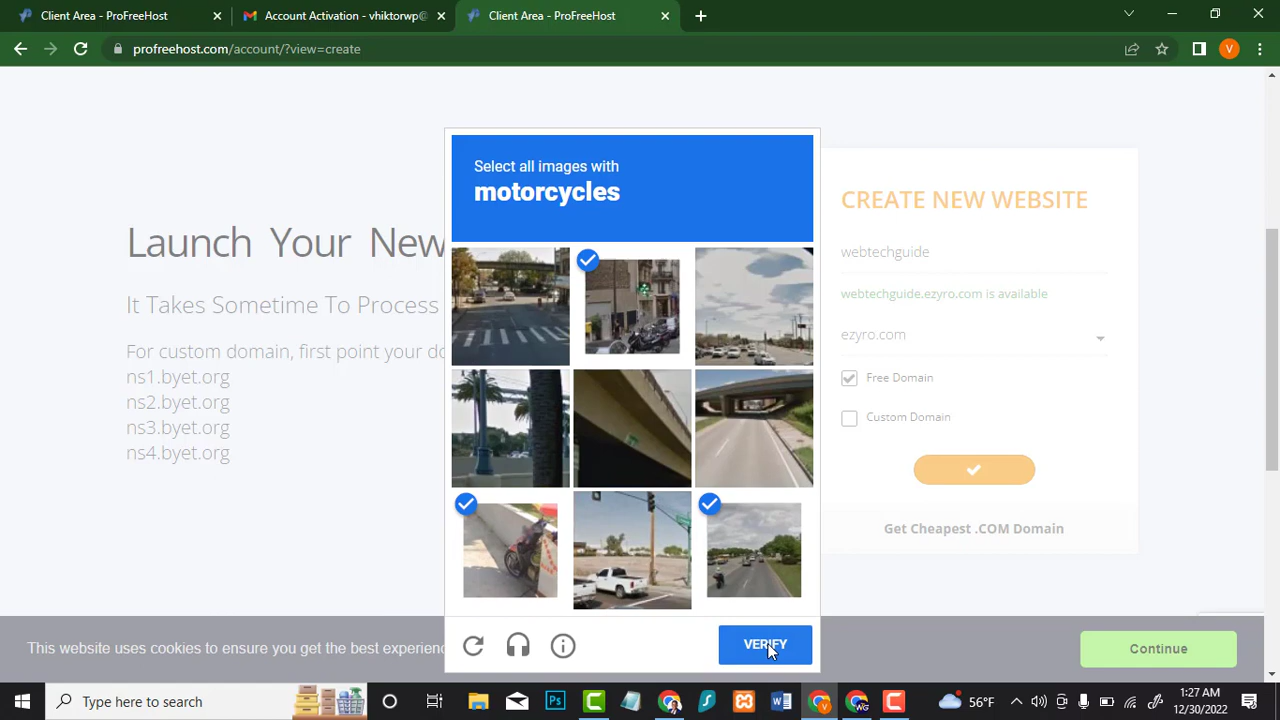 Client Area - ProFreeHost
Account Activation - vhiktorwp@
Client Area - ProFreeHost
profreehost.com/account/?view=create
V
Select all images with
motorcycles
CREATE NEW WEBSITE
Launch Your New
webtechguide
webtechguide.ezyro.com is available
It Takes Sometime To Process
ezyro.com
For custom domain, first point your do
ns1.byet.org
Free Domain
ns2.byet.org
Custom Domain
ns3.byet.org
ns4.byet.org
Get Cheapest .COM Domain
This website uses cookies to ensure you get the best experienc
VERIFY
Continue
Type here to search
Ps
56°F
1:27 AM
12/30/2022